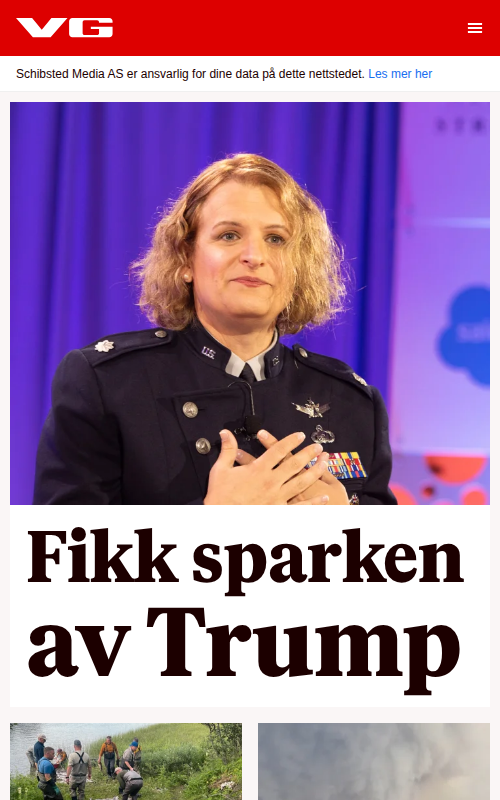 VG
Schibsted Media AS er ansvarlig for dine data på dette nettstedet. Les mer her
Fikk sparken
av Trump